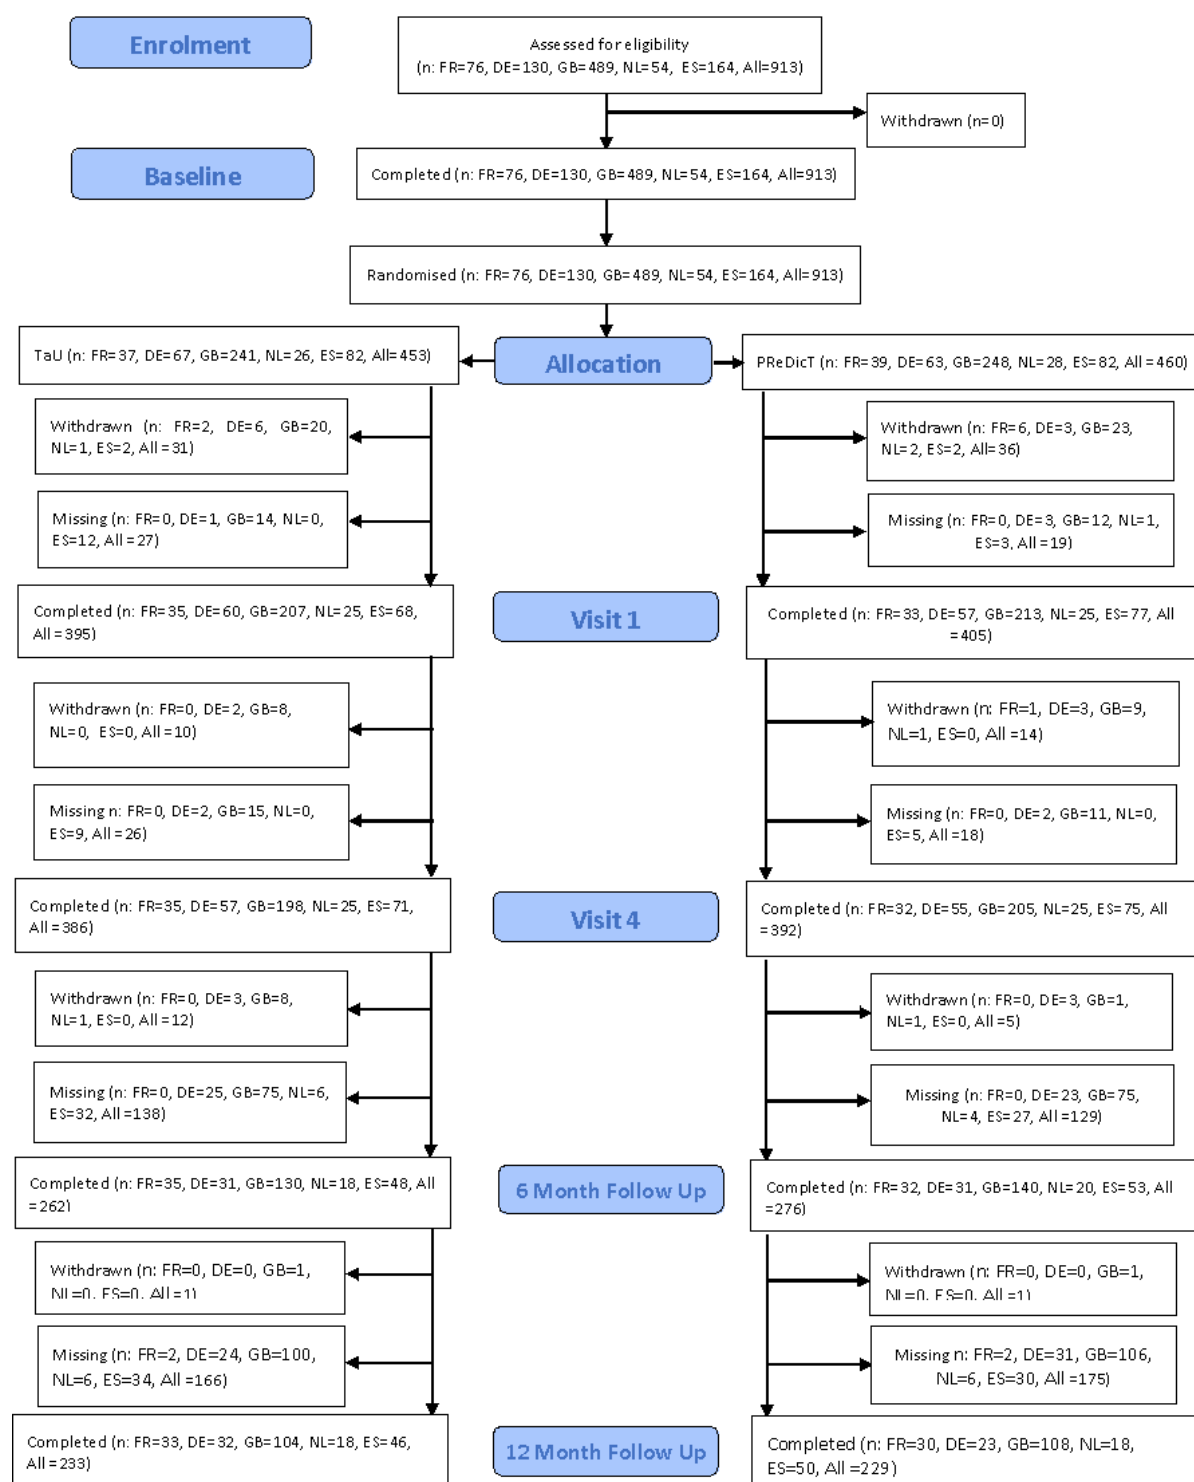 Enrolment
Assessed for eligibility
(n: FR=76, DE=130, GB=489, NL=54, ES=164, All=913)
Withdrawn (n=0)
Baseline
Completed (n: FR=76, DE=130, GB=489, NL=54, ES=164, All=913)
Randomised (n: FR=76, DE=130, GB=489, NL=54, ES=164, All=913)
TaU (n: FR=37, DE=67, GB=241, NL=26, ES=82, All=453)
Allocation
PReDicT (n: FR=39, DE=63, GB=248, NL=28, ES=82, All =460)
Withdrawn (n: FR=2, DE=6, GB=20,
NL=1, ES=2, All =31)
Withdrawn (n: FR=6, DE=3, GB=23,
NL=2, ES=2, All =36)
Missing (n: FR=0, DE=1, GB=14, NL=0,
ES=12, All =27)
Missing (n: FR=0, DE=3, GB=12, NL=1,
ES=3, All =19)
Completed (n: FR=35, DE=60, GB=207, NL=25, ES=68,
All =395)
Visit 1
Completed (n: FR=33, DE=57, GB=213, NL=25, ES=77, All
=405)
Withdrawn (n: FR=0, DE=2, GB=8,
NL=0, ES=0, All =10)
Withdrawn (n: FR=1, DE=3, GB=9,
NL=1, ES=0, All =14)
Missing n: FR=0, DE=2, GB=15, NL=0,
ES=9, All =26)
Missing (n: FR=0, DE=2, GB=11, NL=0,
ES=5, All =18)
Completed (n: FR=35, DE=57, GB=198, NL=25, ES=71,
All =386)
Visit 4
Completed (n: FR=32, DE=55, GB=205, NL=25, ES=75, All
=392)
Withdrawn (n: FR=0, DE=3, GB=8,
NL=1, ES=0, All =12)
Withdrawn (n: FR=0, DE=3, GB=1,
NL=1, ES=0, All =5)
Missing (n: FR=0, DE=25, GB=75, NL=6,
ES=32, All =138)
Missing (n: FR=0, DE=23, GB=75,
NL=4, ES=27, All =129)
Completed (n: FR=35, DE=31, GB=130, NL=18, ES=48, All
=262)
6 Month Follow Up
Completed (n: FR=32, DE=31, GB=140, NL=20, ES=53, All
=276)
Withdrawn (n: FR=0, DE=0, GB=1,
NL=0, ES=0, All =1)
Withdrawn (n: FR=0, DE=0, GB=1,
NL=0, ES=0, All =1)
Missing (n: FR=2, DE=24, GB=100,
NL=6, ES=34, All =166)
Missing n: FR=2, DE=31, GB=106,
NL=6, ES=30, All =175)
Completed (n: FR=33, DE=32, GB=104, NL=18, ES=46,
All =233)
12 Month Follow Up
Completed (n: FR=30, DE=23, GB=108, NL=18,
ES=50, All =229)